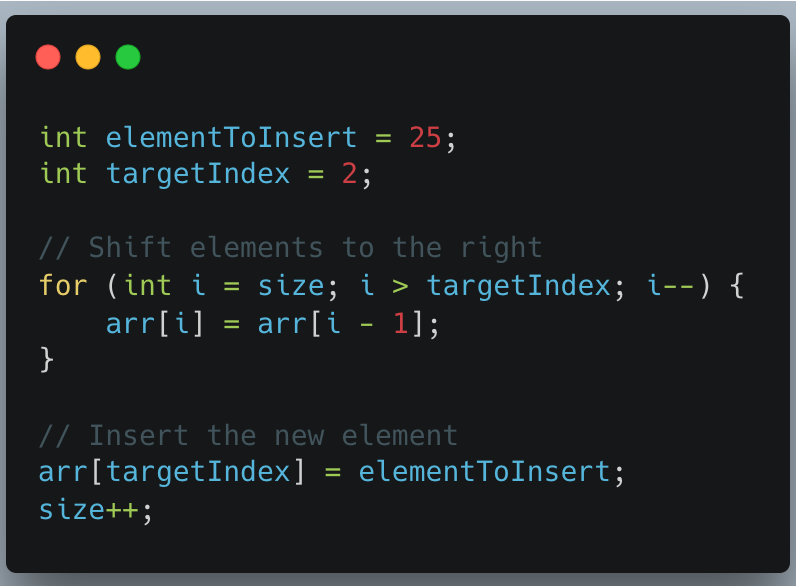 int elementToInsert = 25;
int targetIndex = 2;

// Shift elements to the right
for (int i = size; i > targetIndex; i--) {
    arr[i] = arr[i - 1];
}

// Insert the new element
arr[targetIndex] = elementToInsert;
size++;